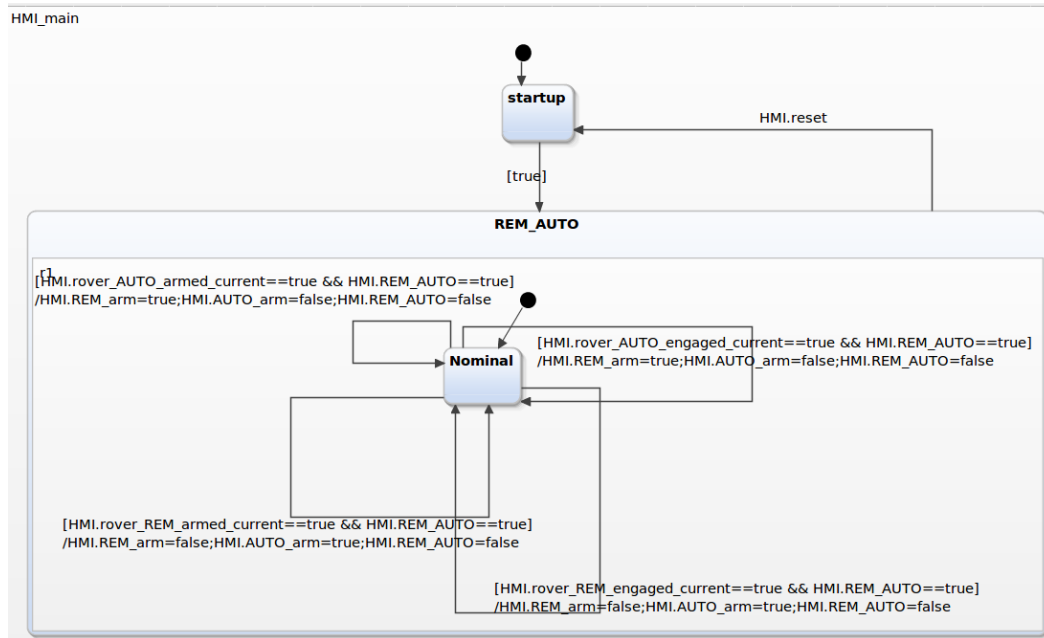 HMI_main
startup
HMI.reset
[true]
REM_AUTO
r1
[HMI.rover_AUTO_armed_current==true && HMI.REM_AUTO==true]
/HMI.REM_arm=true;HMI.AUTO_arm=false;HMI.REM_AUTO=false
[HMI.rover_AUTO_engaged_current==true && HMI.REM_AUTO==true]
/HMI.REM_arm=true;HMI.AUTO_arm=false;HMI.REM_AUTO=false
Nominal
[HMI.rover_REM_armed_current==true && HMI.REM_AUTO==true]
/HMI.REM_arm=false;HMI.AUTO_arm=true;HMI.REM_AUTO=false
[HMI.rover_REM_engaged_current==true && HMI.REM_AUTO==true]
/HMI.REM_arm=false;HMI.AUTO_arm=true;HMI.REM_AUTO=false